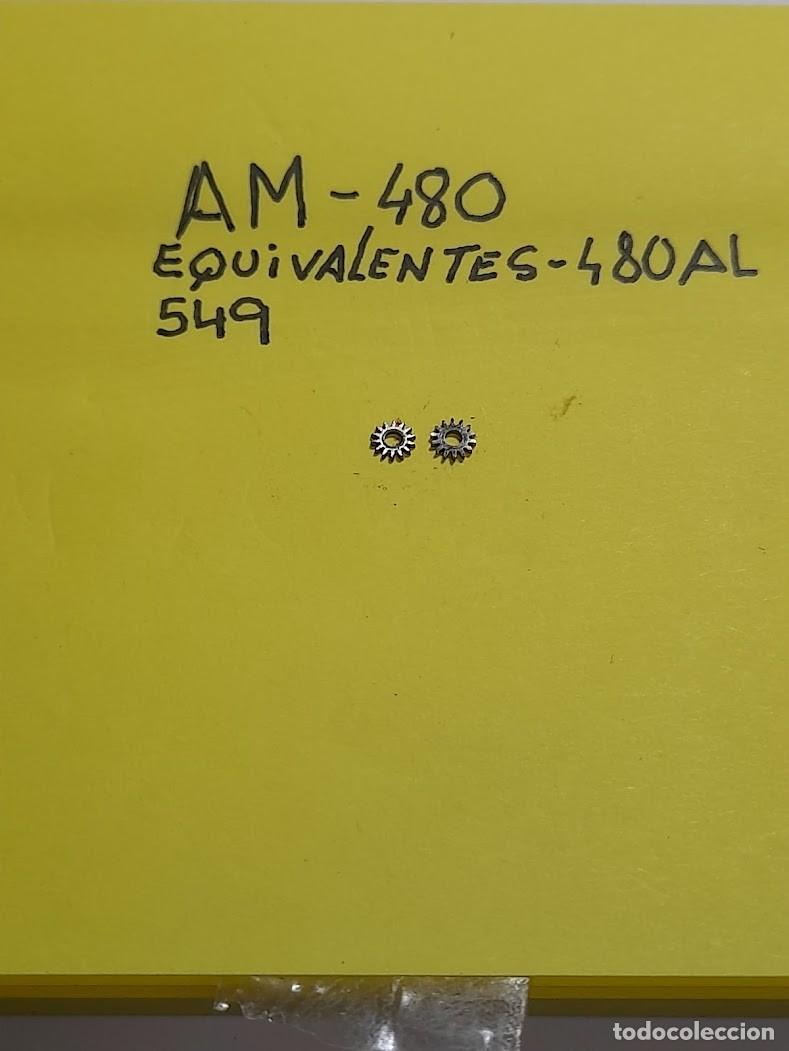 AM-480
EQUIVALENTES-480AL
549
todocoleccion